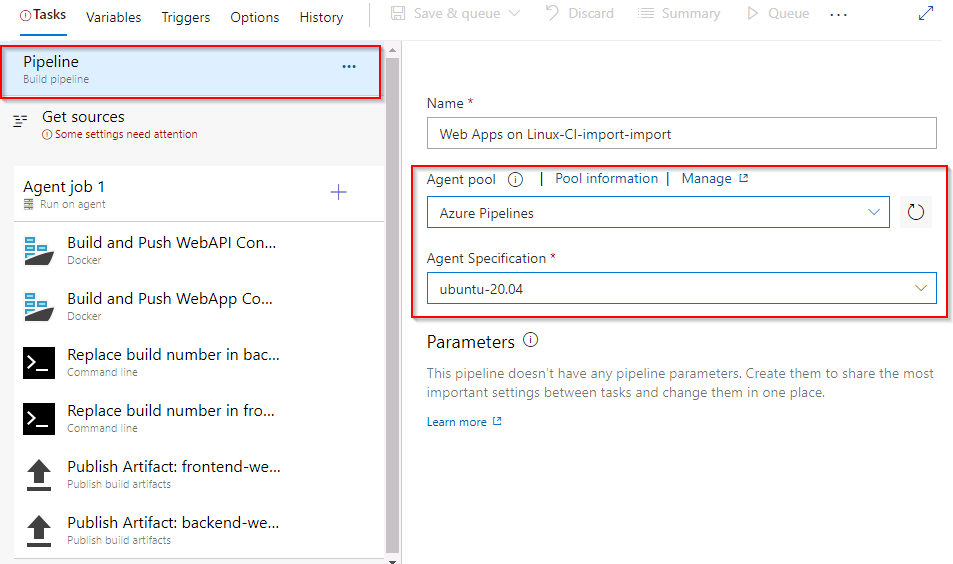 Tasks Variables Triggers Options History Save & queue Discard Summary Queue ...
Pipeline
Build pipeline
Get sources
Some settings need attention
Agent job 1
Run on agent
Build and Push WebAPI Con...
Docker
Build and Push WebApp Co...
Docker
Replace build number in bac...
Command line
Replace build number in fro...
Command line
Publish Artifact: frontend-we...
Publish build artifacts
Publish Artifact: backend-we...
Publish build artifacts
Name *
Web Apps on Linux-CI-import-import
Agent pool | Pool information | Manage
Azure Pipelines
Agent Specification *
ubuntu-20.04
Parameters
This pipeline doesn't have any pipeline parameters. Create them to share the most
important settings between tasks and change them in one place.
Learn more